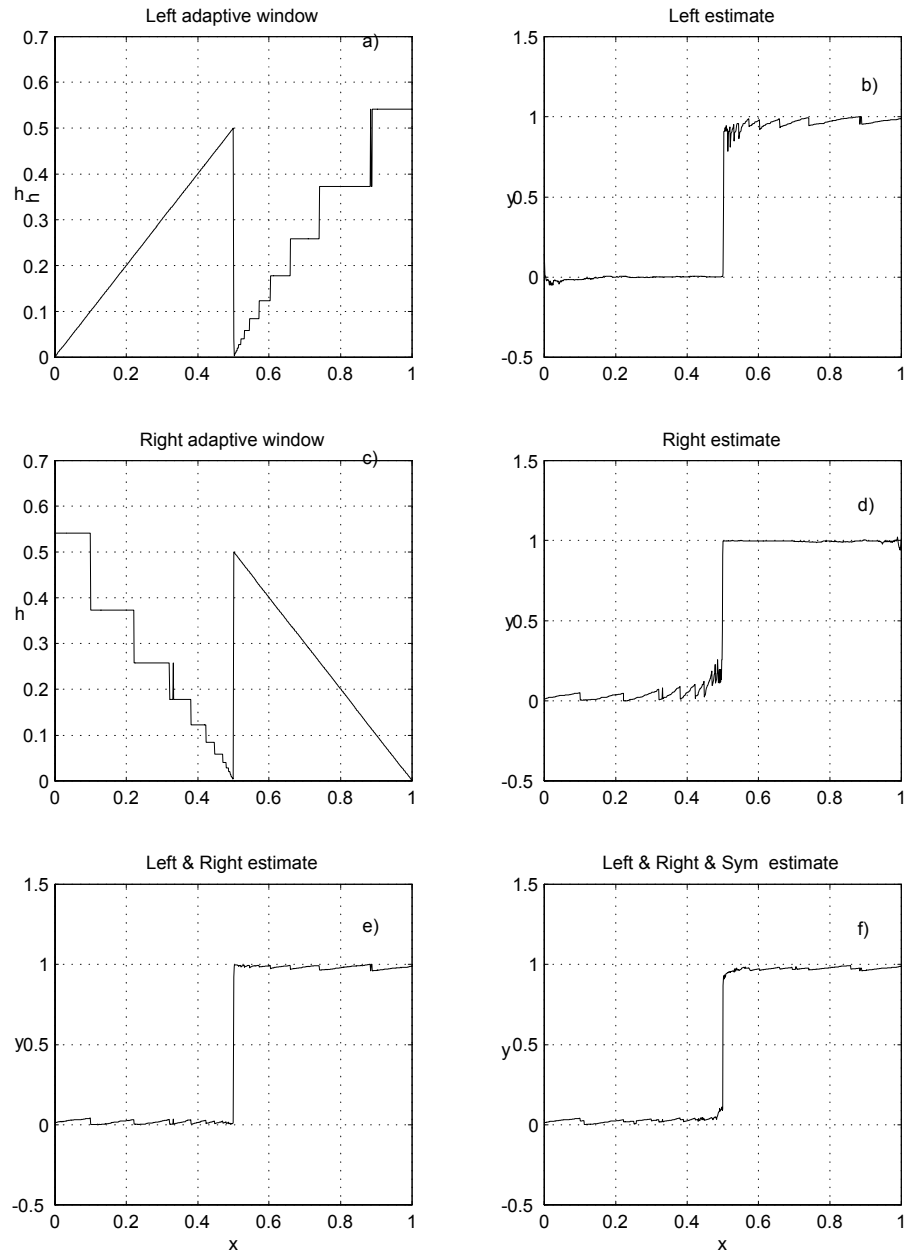 Left adaptive window
a)
0.7
0.6
0.5
0.4
0.3
0.2
0.1
0
h
h
0 0.2 0.4 0.6 0.8 1
Left estimate
b)
1.5
1
y0.5
0
-0.5
0 0.2 0.4 0.6 0.8 1
Right adaptive window
c)
0.7
0.6
0.5
0.4
h
0.3
0.2
0.1
0
0 0.2 0.4 0.6 0.8 1
Right estimate
d)
1.5
1
y0.5
0
-0.5
0 0.2 0.4 0.6 0.8 1
Left & Right estimate
e)
1.5
1
y0.5
0
-0.5
0 0.2 0.4 0.6 0.8 1
x
Left & Right & Sym estimate
f)
1.5
1
y 0.5
0
-0.5
0 0.2 0.4 0.6 0.8 1
x